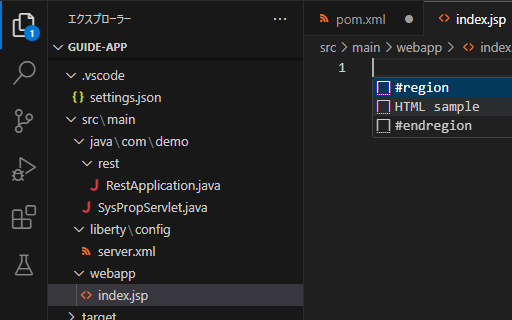 エクスプローラー
···
pom.xml
index.jsp
1
GUIDE-APP
src > main > webapp > index.
.vscode
{} settings.json
src\main
java\com\demo
rest
RestApplication.java
SysPropServlet.java
liberty\config
server.xml
webapp
index.jsp
target
1
#region
HTML sample
#endregion